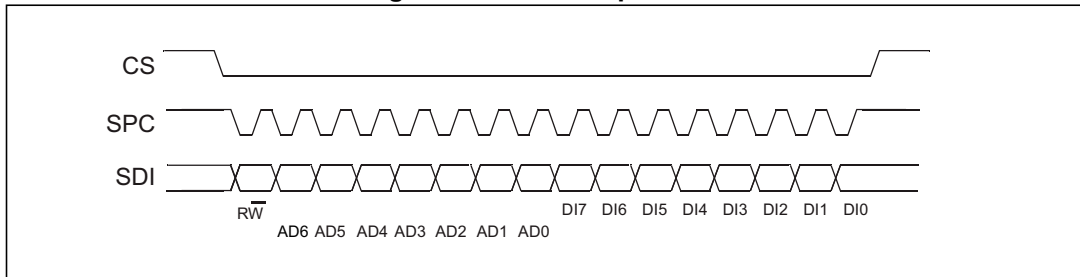 CS
SPC
SDI
RW̅ DI7 DI6 DI5 DI4 DI3 DI2 DI1 DI0
AD6 AD5 AD4 AD3 AD2 AD1 AD0